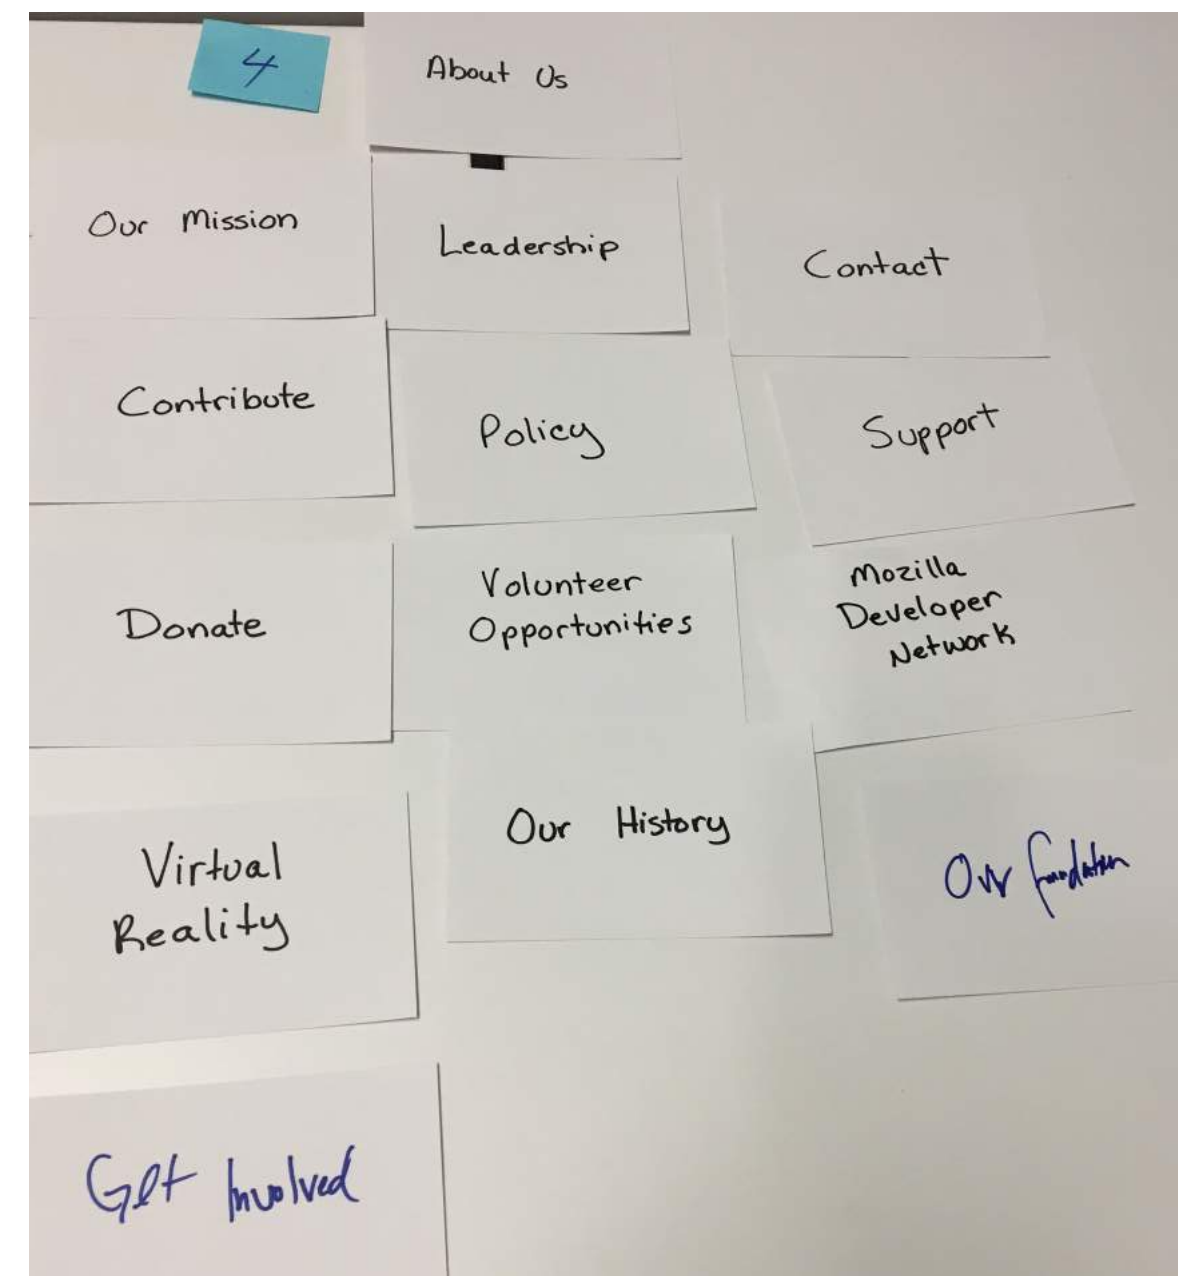 4
About Us
Our Mission
Leadership
Contact
Contribute
Policy
Support
Donate
Volunteer
Opportunities
Mozilla
Developer
Network
Virtual
Reality
Our History
Our foundation
Get Involved